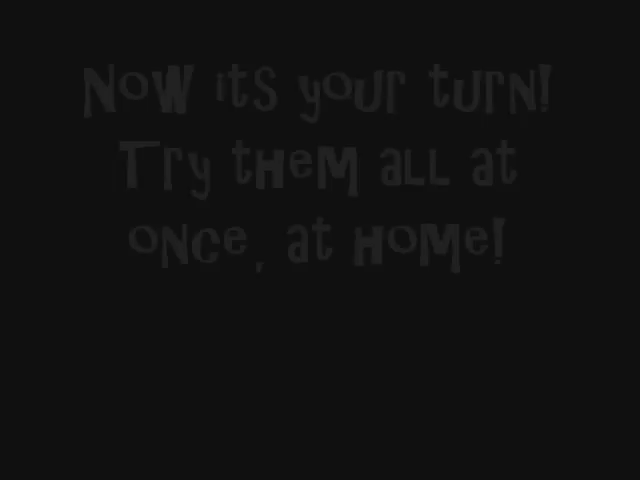 Now its your turn!
Try them all at
once, at home!